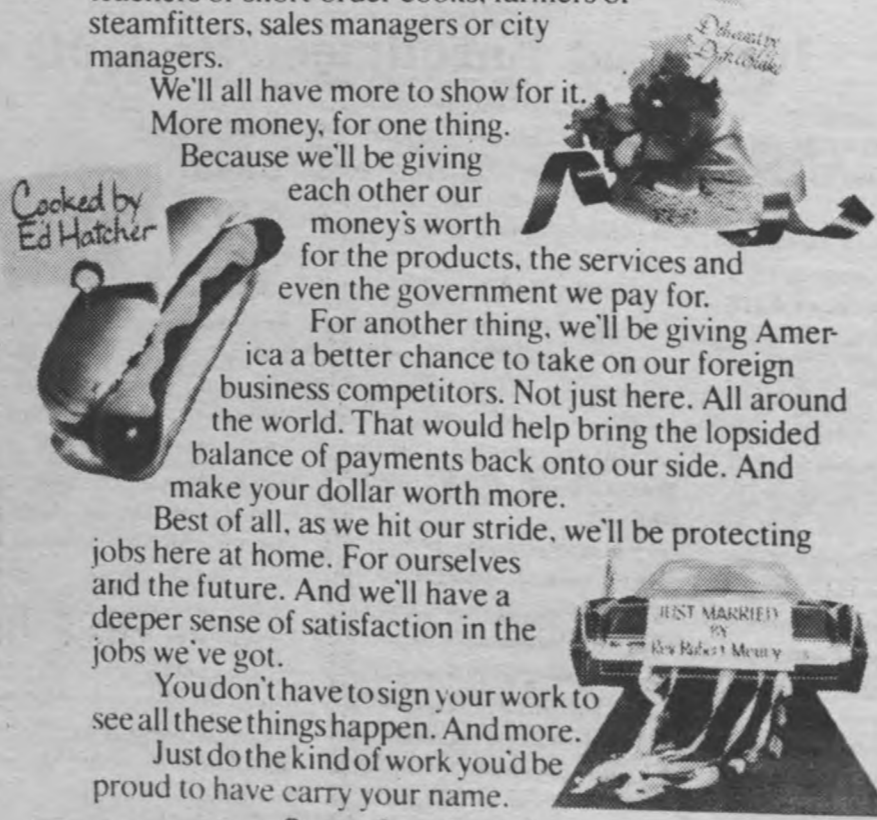 steamfitters, sales managers or city
managers.
We'll all have more to show for it.
More money, for one thing.
Because we'll be giving
each other our
money's worth
for the products, the services and
even the government we pay for.
For another thing, we'll be giving Amer-
ica a better chance to take on our foreign
business competitors. Not just here. All around
the world. That would help bring the lopsided
balance of payments back onto our side. And
make your dollar worth more.
Best of all, as we hit our stride, we'll be protecting
jobs here at home. For ourselves
and the future. And we'll have a
deeper sense of satisfaction in the
jobs we've got.
You don't have to sign your work to
see all these things happen. And more.
Just do the kind of work you'd be
proud to have carry your name.
Cooked by
Ed Hatcher
Delivered by
JUST MARRIED
BY
Rev Robert